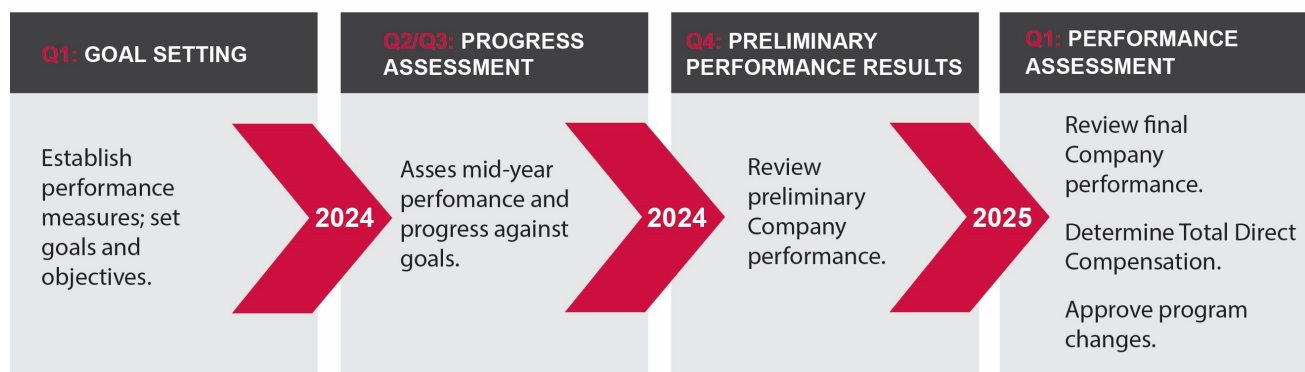 Q1: GOAL SETTING
Establish
performance
measures; set
goals and
objectives.
2024
Q2/Q3: PROGRESS
ASSESSMENT
Asses mid-year
perfomance and
progress against
goals.
2024
Q4: PRELIMINARY
PERFORMANCE RESULTS
Review
preliminary
Company
performance.
2025
Q1: PERFORMANCE
ASSESSMENT
Review final
Company
performance.
Determine Total Direct
Compensation.
Approve program
changes.